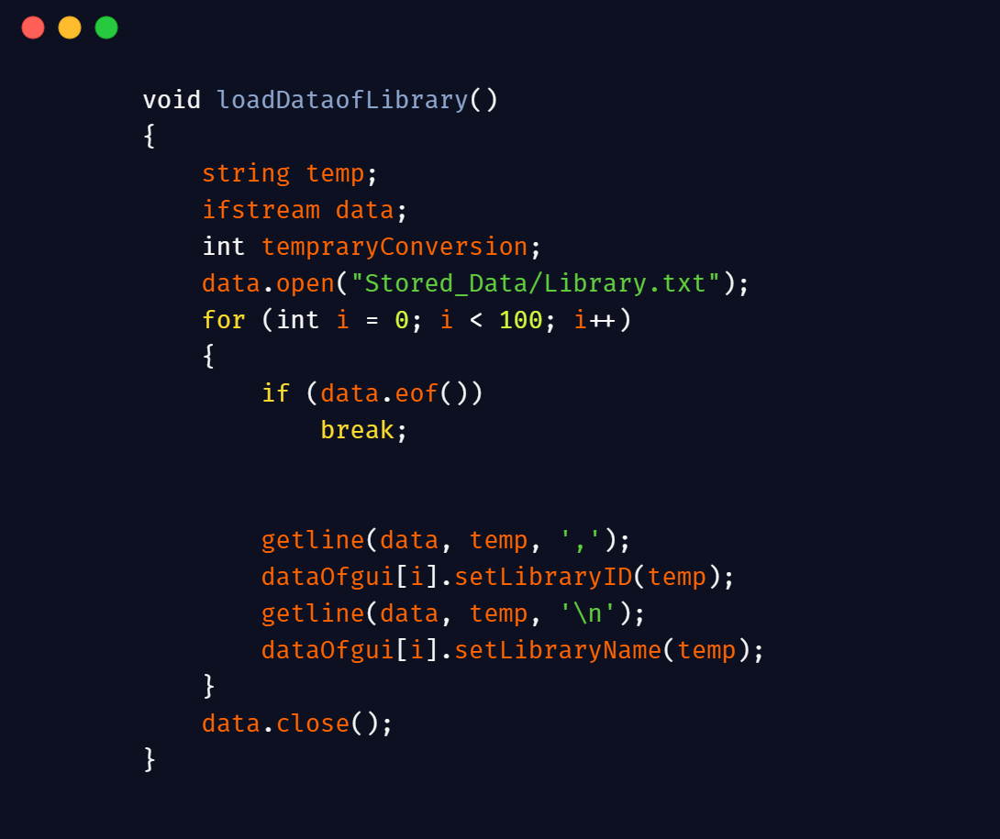 void loadDataofLibrary()
{
    string temp;
    ifstream data;
    int tempraryConversion;
    data.open("Stored_Data/Library.txt");
    for (int i = 0; i < 100; i++)
    {
        if (data.eof())
            break;
        getline(data, temp, ',');
        dataOfgui[i].setLibraryID(temp);
        getline(data, temp, '\n');
        dataOfgui[i].setLibraryName(temp);
    }
    data.close();
}